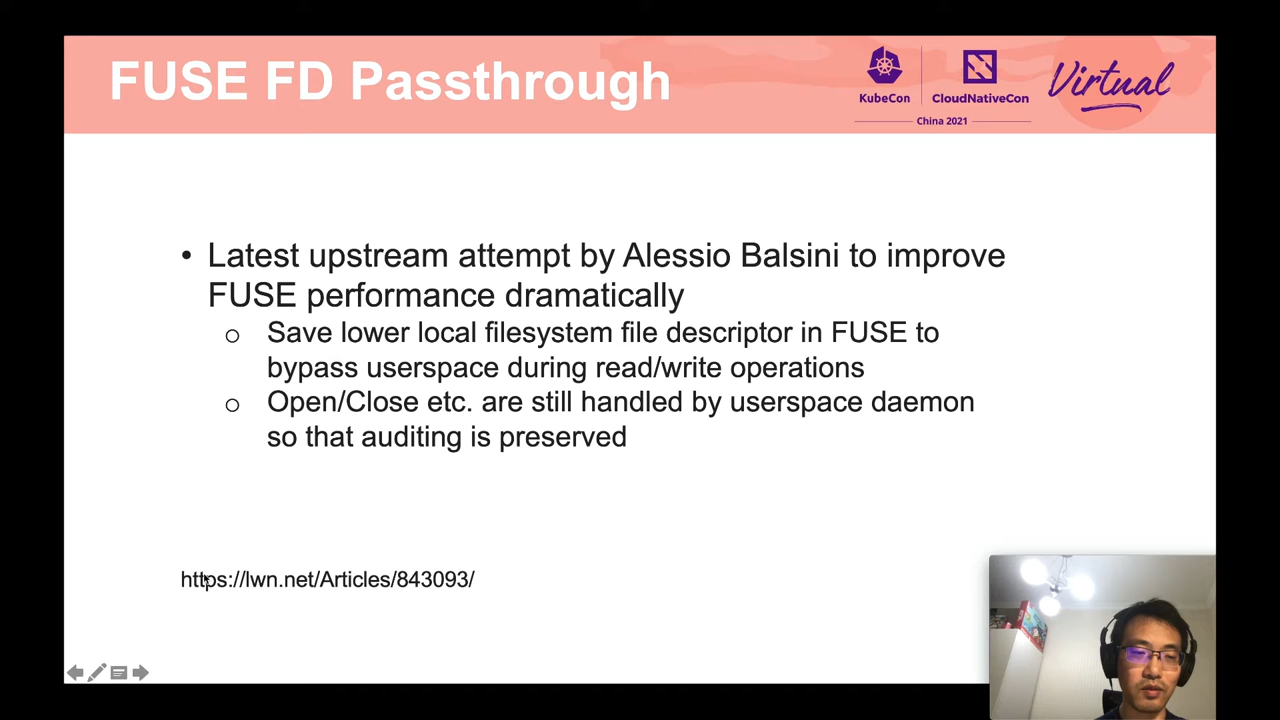 FUSE FD Passthrough
KubeCon
CloudNativeCon
China 2021
Virtual
• Latest upstream attempt by Alessio Balsini to improve
FUSE performance dramatically
o Save lower local filesystem file descriptor in FUSE to
bypass userspace during read/write operations
o Open/Close etc. are still handled by userspace daemon
so that auditing is preserved
https://lwn.net/Articles/843093/